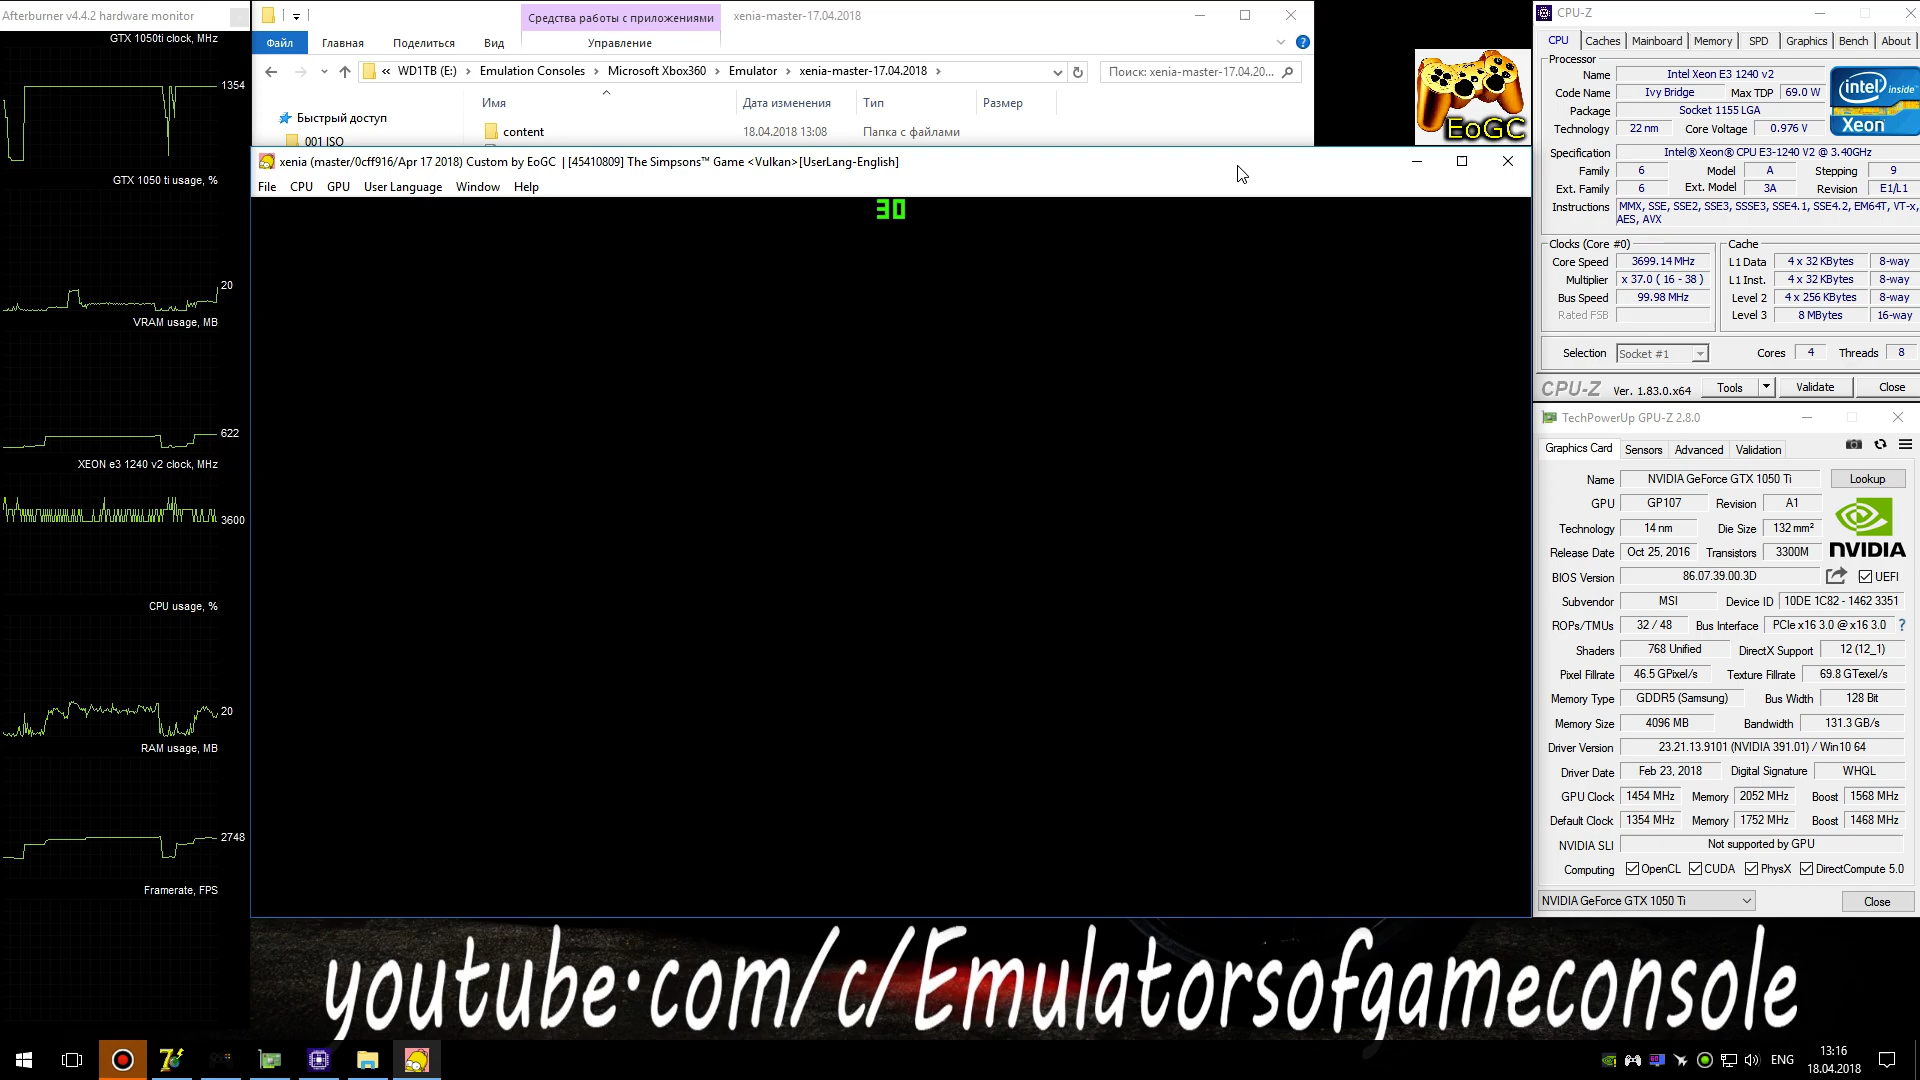 Afterburner v4.4.2 hardware monitor
GTX 1050ti clock, MHz
1354
GTX 1050 ti usage, %
20
VRAM usage, MB
622
XEON e3 1240 v2 clock, MHz
3600
CPU usage, %
20
RAM usage, MB
2748
Framerate, FPS
Средства работы с приложениями
xenia-master-17.04.2018
Файл
Главная
Поделиться
Вид
Управление
« WD1TB (E:) > Emulation Consoles > Microsoft Xbox360 > Emulator > xenia-master-17.04.2018 >
Поиск: xenia-master-17.04.20...
Имя
Дата изменения
Тип
Размер
Быстрый доступ
001 ISO
content
18.04.2018 13:08
Папка с файлами
EoGC
xenia (master/0cff916/Apr 17 2018) Custom by EoGC | [45410809] The Simpsons™ Game <Vulkan>[UserLang-English]
File CPU GPU User Language Window Help
30
CPU-Z
CPU Caches Mainboard Memory SPD Graphics Bench About
Processor
Name Intel Xeon E3 1240 v2
Code Name Ivy Bridge Max TDP 69.0 W
Package Socket 1155 LGA
Technology 22 nm Core Voltage 0.976 V
intel inside™
Xeon
Specification Intel® Xeon® CPU E3-1240 V2 @ 3.40GHz
Family 6 Model A Stepping 9
Ext. Family 6 Ext. Model 3A Revision E1/L1
Instructions MMX, SSE, SSE2, SSE3, SSSE3, SSE4.1, SSE4.2, EM64T, VT-x,
AES, AVX
Clocks (Core #0)
Core Speed 3699.14 MHz
Multiplier x 37.0 ( 16 - 38 )
Bus Speed 99.98 MHz
Rated FSB
Cache
L1 Data 4 x 32 KBytes 8-way
L1 Inst. 4 x 32 KBytes 8-way
Level 2 4 x 256 KBytes 8-way
Level 3 8 MBytes 16-way
Selection Socket #1 Cores 4 Threads 8
CPU-Z Ver. 1.83.0.x64 Tools Validate Close
TechPowerUp GPU-Z 2.8.0
Graphics Card Sensors Advanced Validation
Name NVIDIA GeForce GTX 1050 Ti Lookup
GPU GP107 Revision A1
Technology 14 nm Die Size 132 mm²
Release Date Oct 25, 2016 Transistors 3300M
NVIDIA
BIOS Version 86.07.39.00.3D UEFI
Subvendor MSI Device ID 10DE 1C82 - 1462 3351
ROPs/TMUs 32 / 48 Bus Interface PCIe x16 3.0 @ x16 3.0 ?
Shaders 768 Unified DirectX Support 12 (12_1)
Pixel Fillrate 46.5 GPixel/s Texture Fillrate 69.8 GTexel/s
Memory Type GDDR5 (Samsung) Bus Width 128 Bit
Memory Size 4096 MB Bandwidth 131.3 GB/s
Driver Version 23.21.13.9101 (NVIDIA 391.01) / Win10 64
Driver Date Feb 23, 2018 Digital Signature WHQL
GPU Clock 1454 MHz Memory 2052 MHz Boost 1568 MHz
Default Clock 1354 MHz Memory 1752 MHz Boost 1468 MHz
NVIDIA SLI Not supported by GPU
Computing OpenCL CUDA PhysX DirectCompute 5.0
NVIDIA GeForce GTX 1050 Ti Close
youtube.com/c/Emulatorsofgameconsole
ENG
13:16
18.04.2018